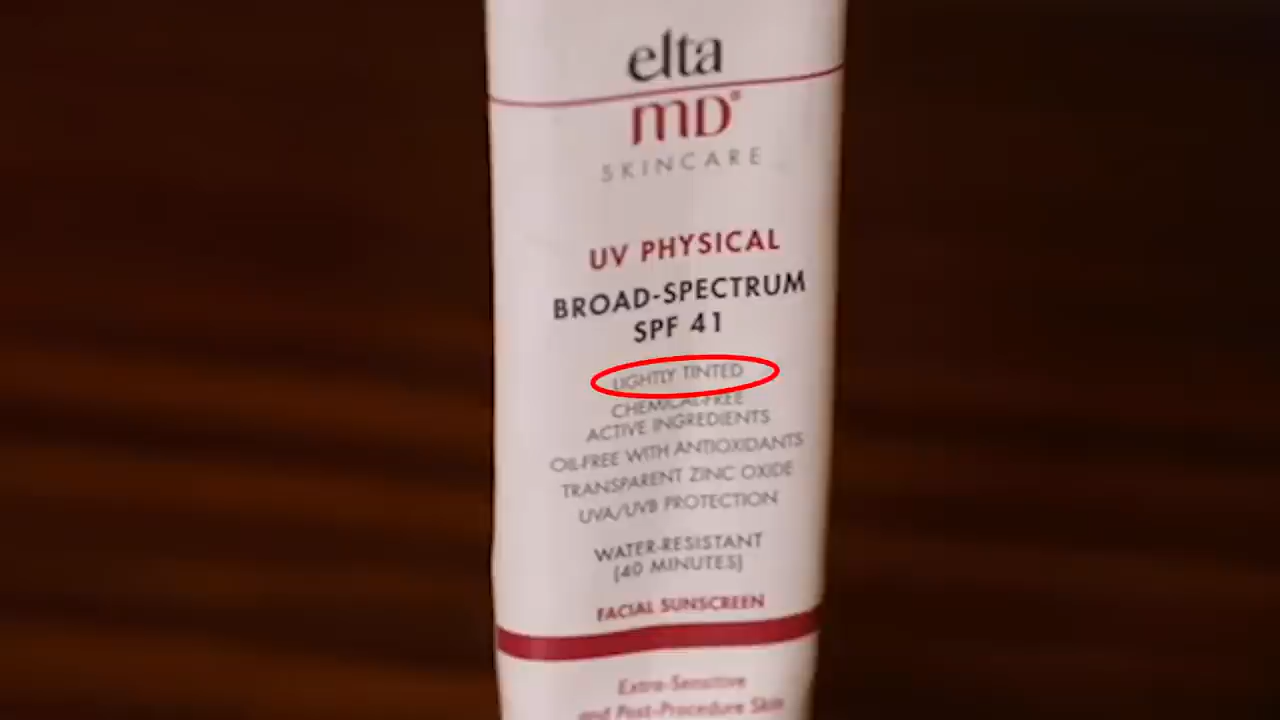 elta
MD®
SKINCARE
UV PHYSICAL
BROAD-SPECTRUM
SPF 41
LIGHTLY TINTED
CHEMICAL-FREE
ACTIVE INGREDIENTS
OIL-FREE WITH ANTIOXIDANTS
TRANSPARENT ZINC OXIDE
UVA/UVB PROTECTION
WATER-RESISTANT
(40 MINUTES)
FACIAL SUNSCREEN
Extra-Sensitive
and Post-Procedure Skin